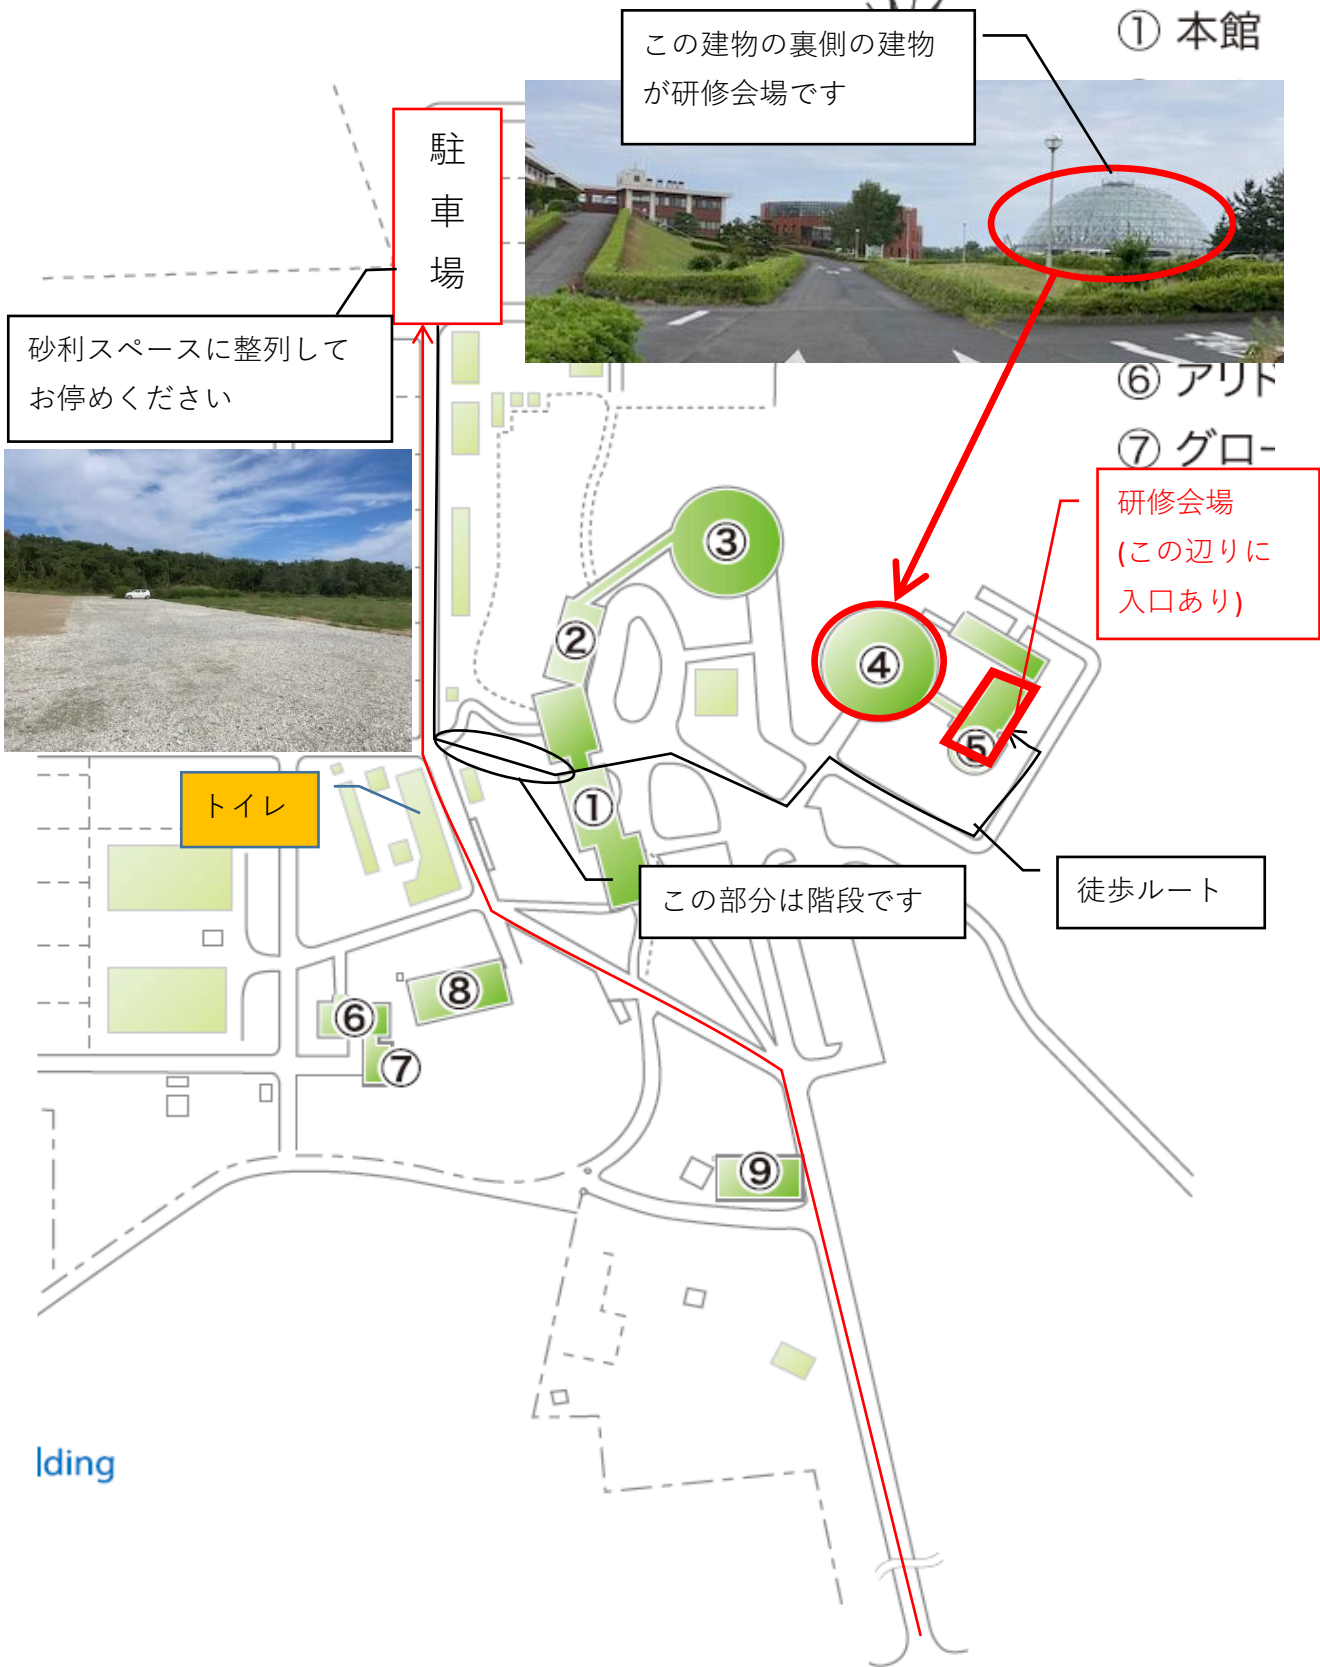 ① 本館
この建物の裏側の建物
が研修会場です
駐車場
砂利スペースに整列して
お停めください
⑥ アリド
⑦ グロー
研修会場
(この辺りに
入口あり)
③
②
④
⑤
①
トイレ
この部分は階段です
徒歩ルート
⑧
⑥
⑦
⑨
lding